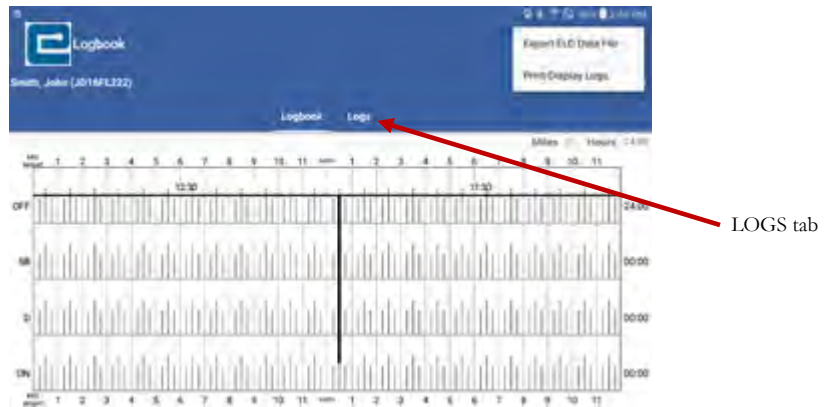 Logbook
Export ELD Data File
Print Display Logs
Smith, John (J016FL222)
Logbook Logs
Miles Hours 24:00
1 2 3 4 5 6 7 8 9 10 11 1 2 3 4 5 6 7 8 9 10 11
12:30 11:30
OFF 24:00
SB 00:00
D 00:00
ON 00:00
1 2 3 4 5 6 7 8 9 10 11 1 2 3 4 5 6 7 8 9 10 11
LOGS tab